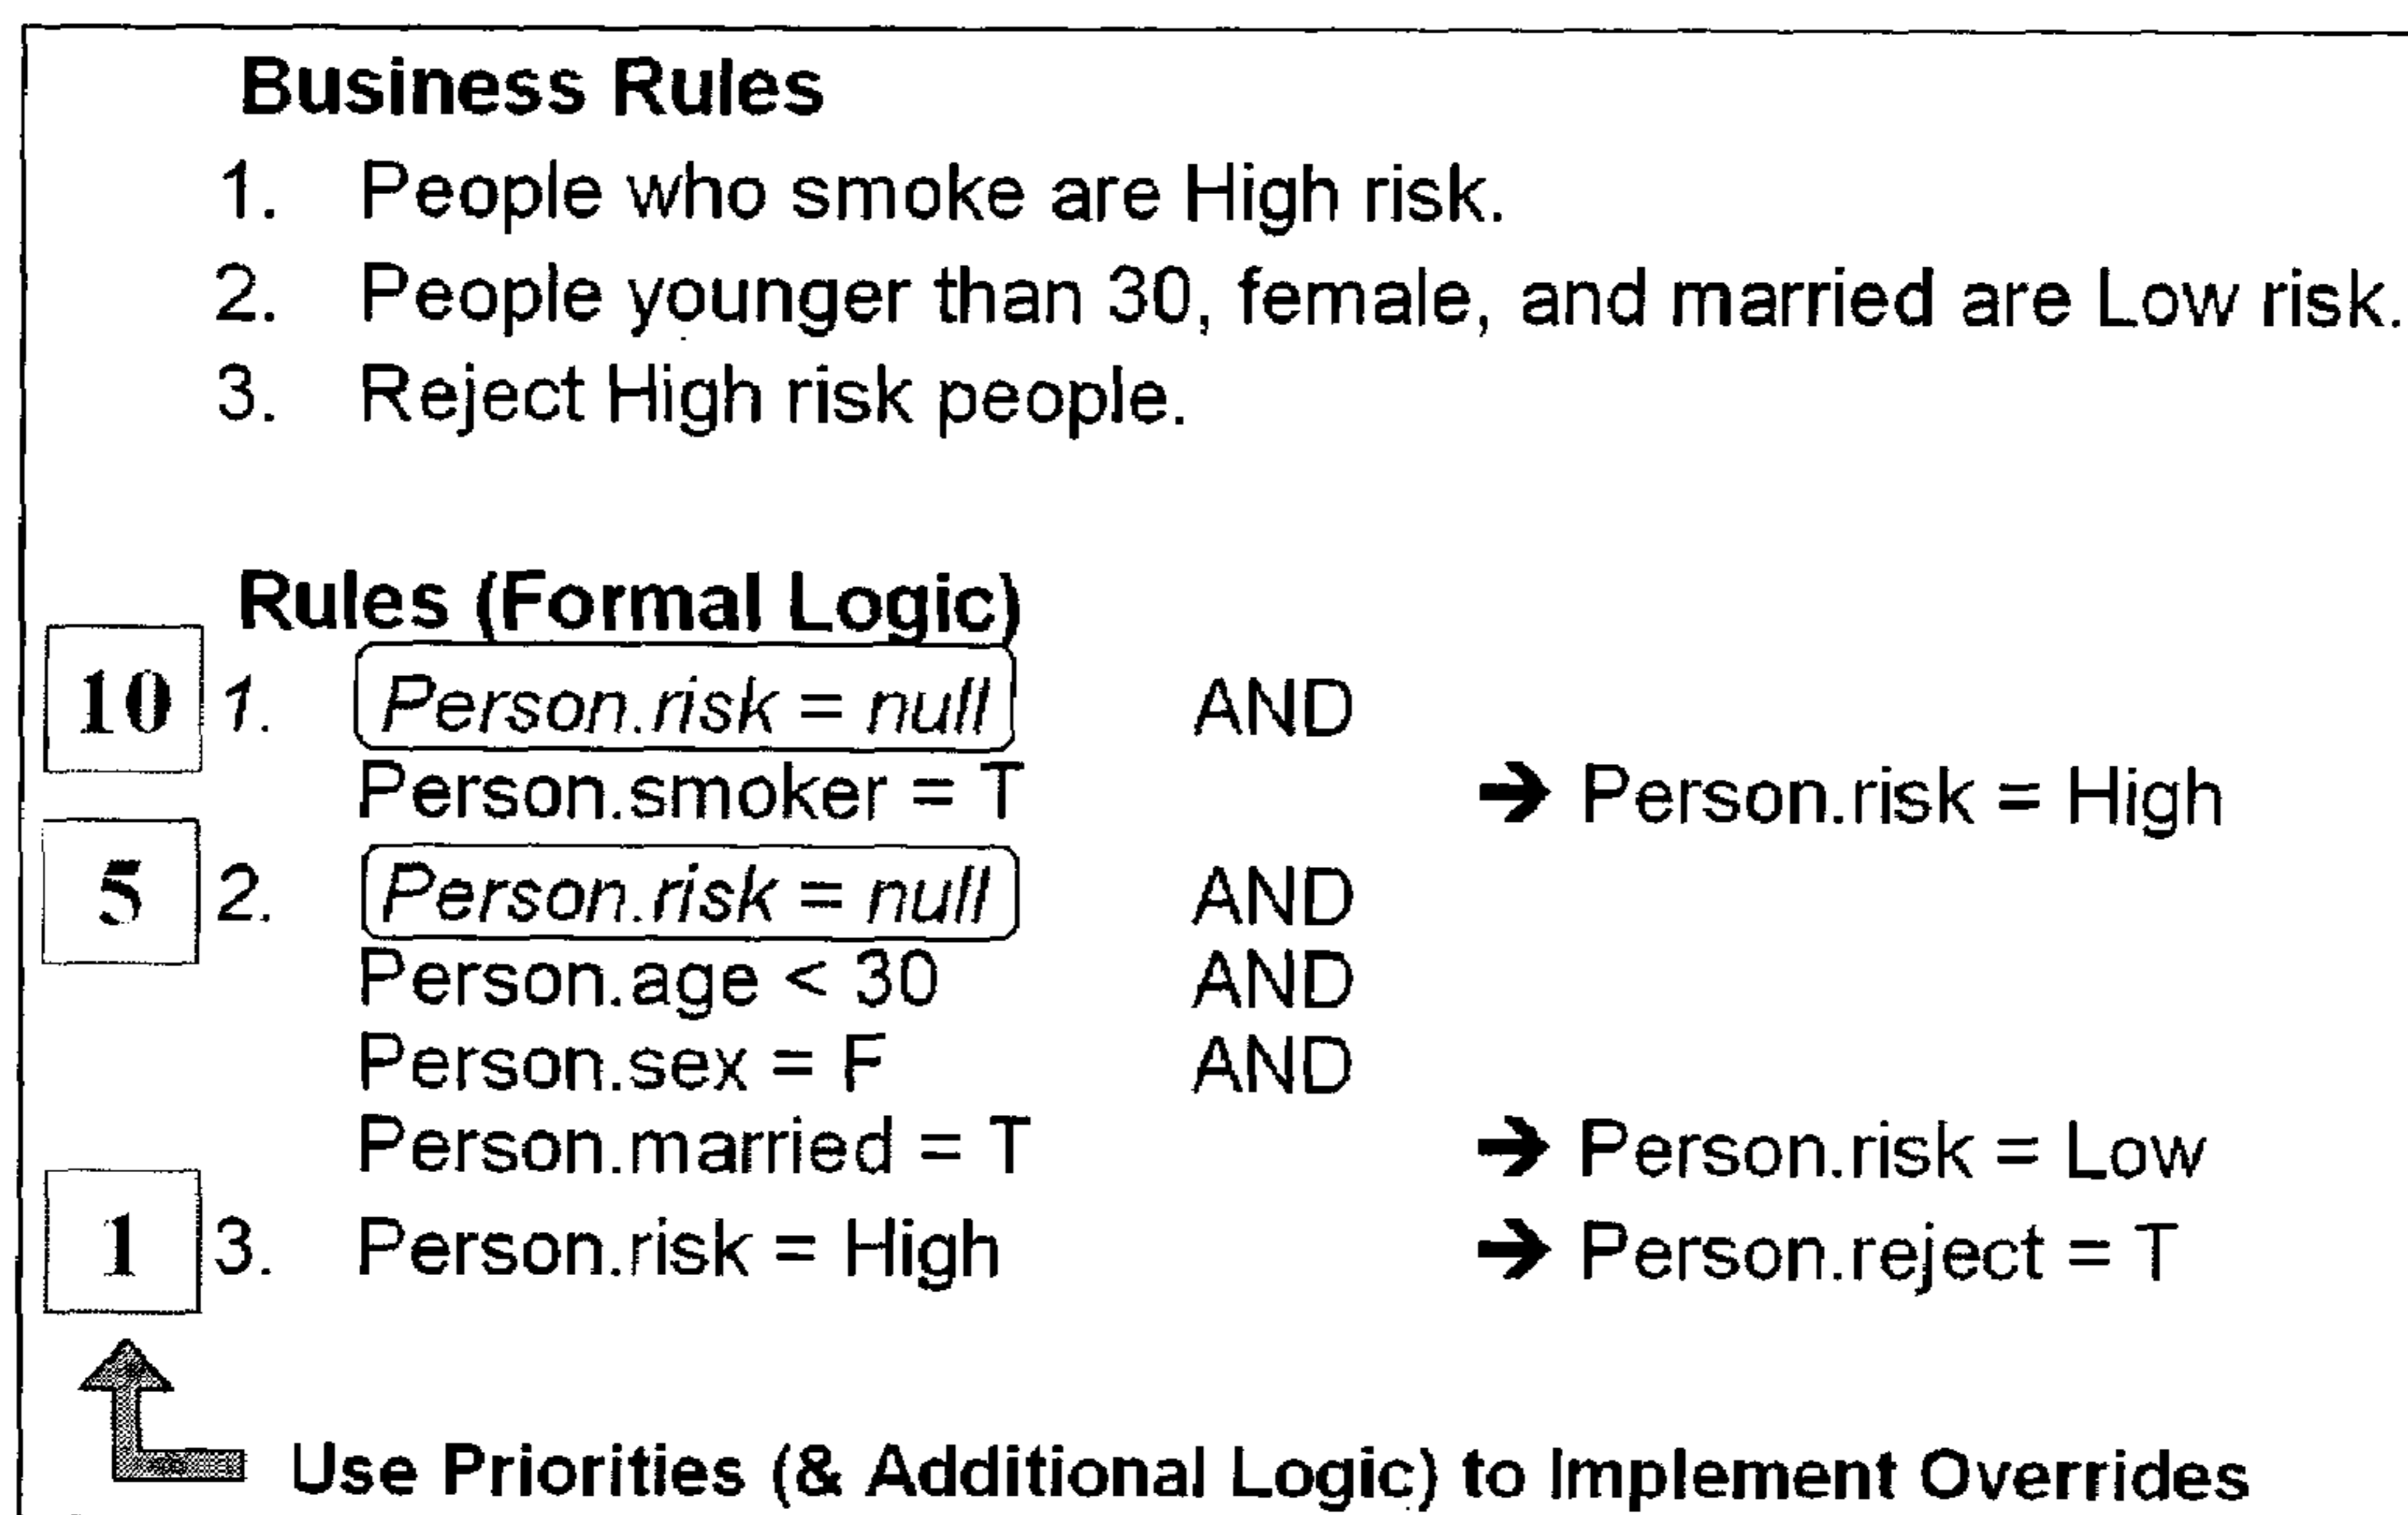 Business Rules
1. People who smoke are High risk.
2. People younger than 30, female, and married are Low risk.
3. Reject High risk people.
Rules (Formal Logic)
10 1. Person.risk = null AND
Person.smoker = T → Person.risk = High
5 2. Person.risk = null AND
Person.age < 30 AND
Person.sex = F AND
Person.married = T → Person.risk = Low
1 3. Person.risk = High → Person.reject = T
Use Priorities (& Additional Logic) to Implement Overrides